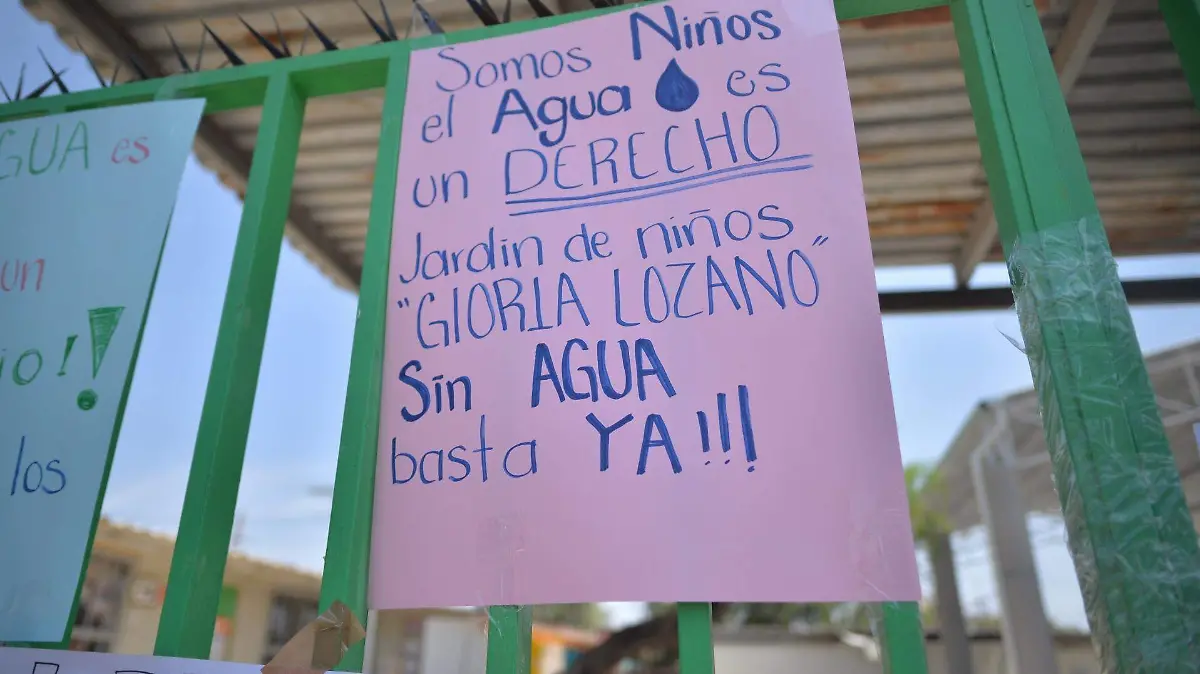 Somos Niños
el Agua es
un DERECHO
Jardin de niños
"GLORIA LOZANO"
Sin AGUA
basta YA!!!
GUA es
un
!!
los